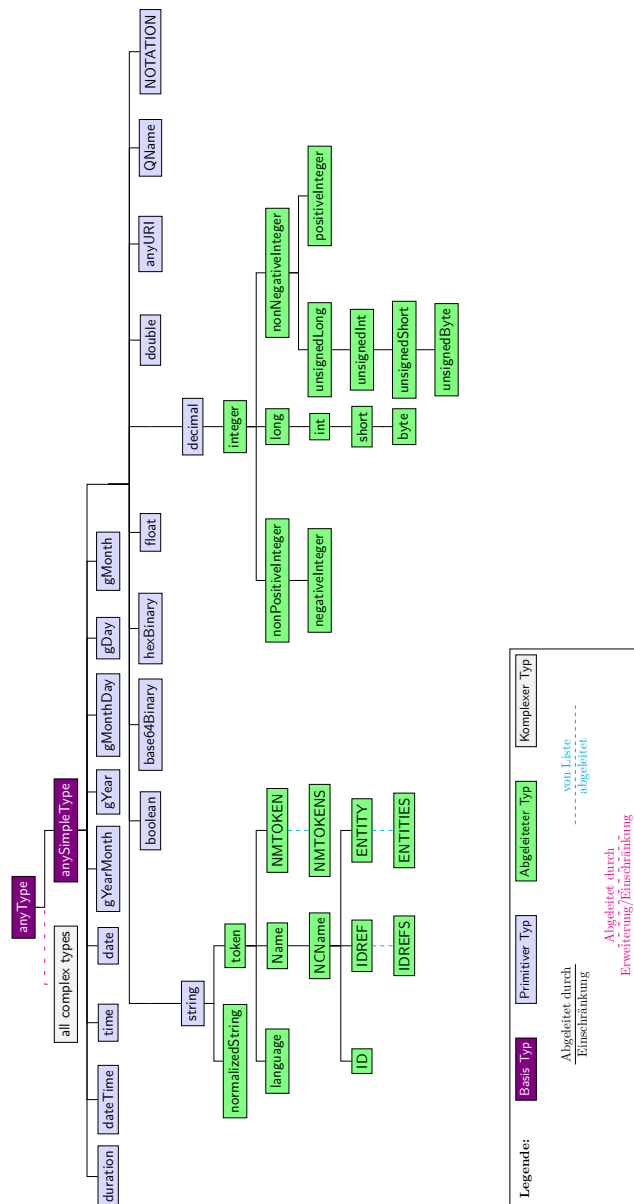 anyType
all complex types
anySimpleType
duration
dateTime
time
date
gYearMonth
gYear
gMonthDay
gDay
gMonth
boolean
base64Binary
hexBinary
float
double
anyURI
QName
NOTATION
string
decimal
normalizedString
token
integer
language
Name
NMTOKEN
nonPositiveInteger
long
nonNegativeInteger
NCName
NMTOKENS
negativeInteger
int
unsignedLong
positiveInteger
ID
IDREF
ENTITY
short
unsignedInt
IDREFS
ENTITIES
byte
unsignedShort
unsignedByte
Legende:
Basis Typ
Primitiver Typ
Abgeleiteter Typ
Komplexer Typ
Abgeleitet durch
Einschränkung
von Liste
abgeleitet
Abgeleitet durch
Erweiterung/Einschränkung